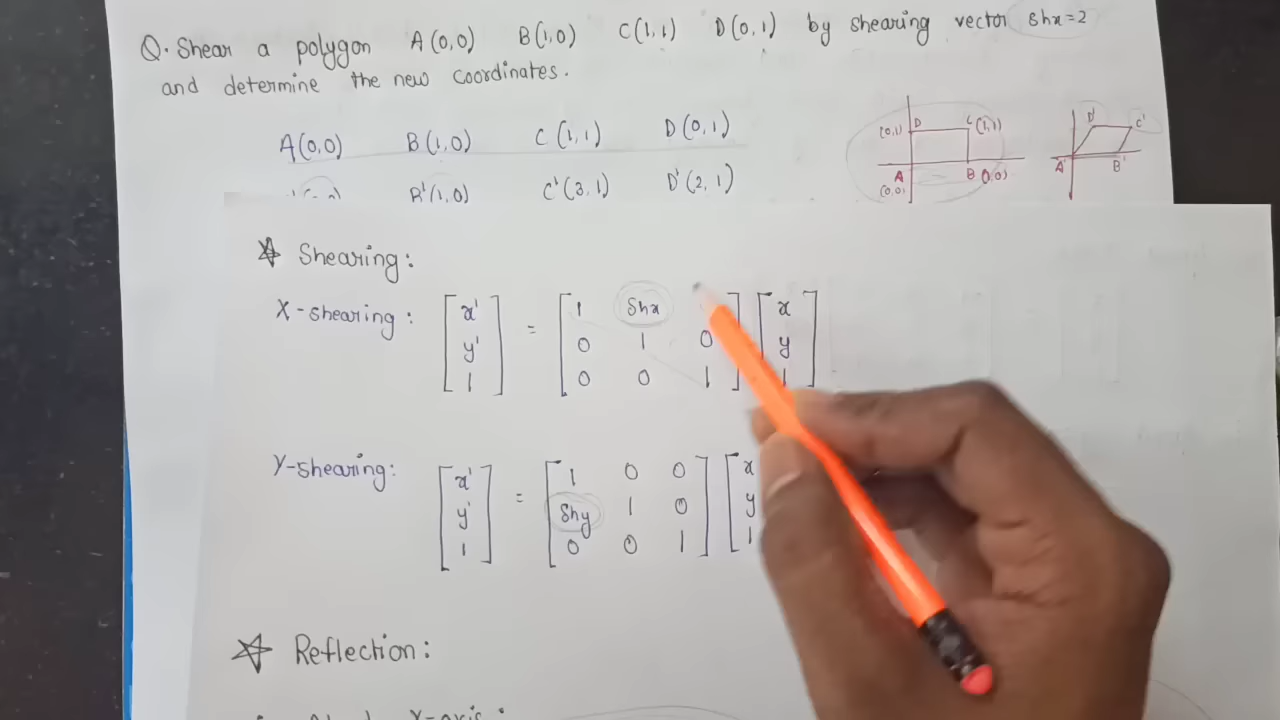 Q. Shear a polygon A(0,0) B(1,0) C(1,1) D(0,1) by shearing vector Shx=2
and determine the new coordinates.
A(0,0) B(1,0) C(1,1) D(0,1)
B'(1,0) C'(3,1) D'(2,1)
(0,1) D C (1,1)
A B (1,0)
(0,0)
D' C'
A' B'
☆ Shearing:
X-shearing: [x' y' 1] = [1 Shx
0 1 0
0 0 1] [x y 1]
Y-shearing: [x' y' 1] = [1 0 0
Shy 1 0
0 0 1] [x y 1]
☆ Reflection:
X-axis: